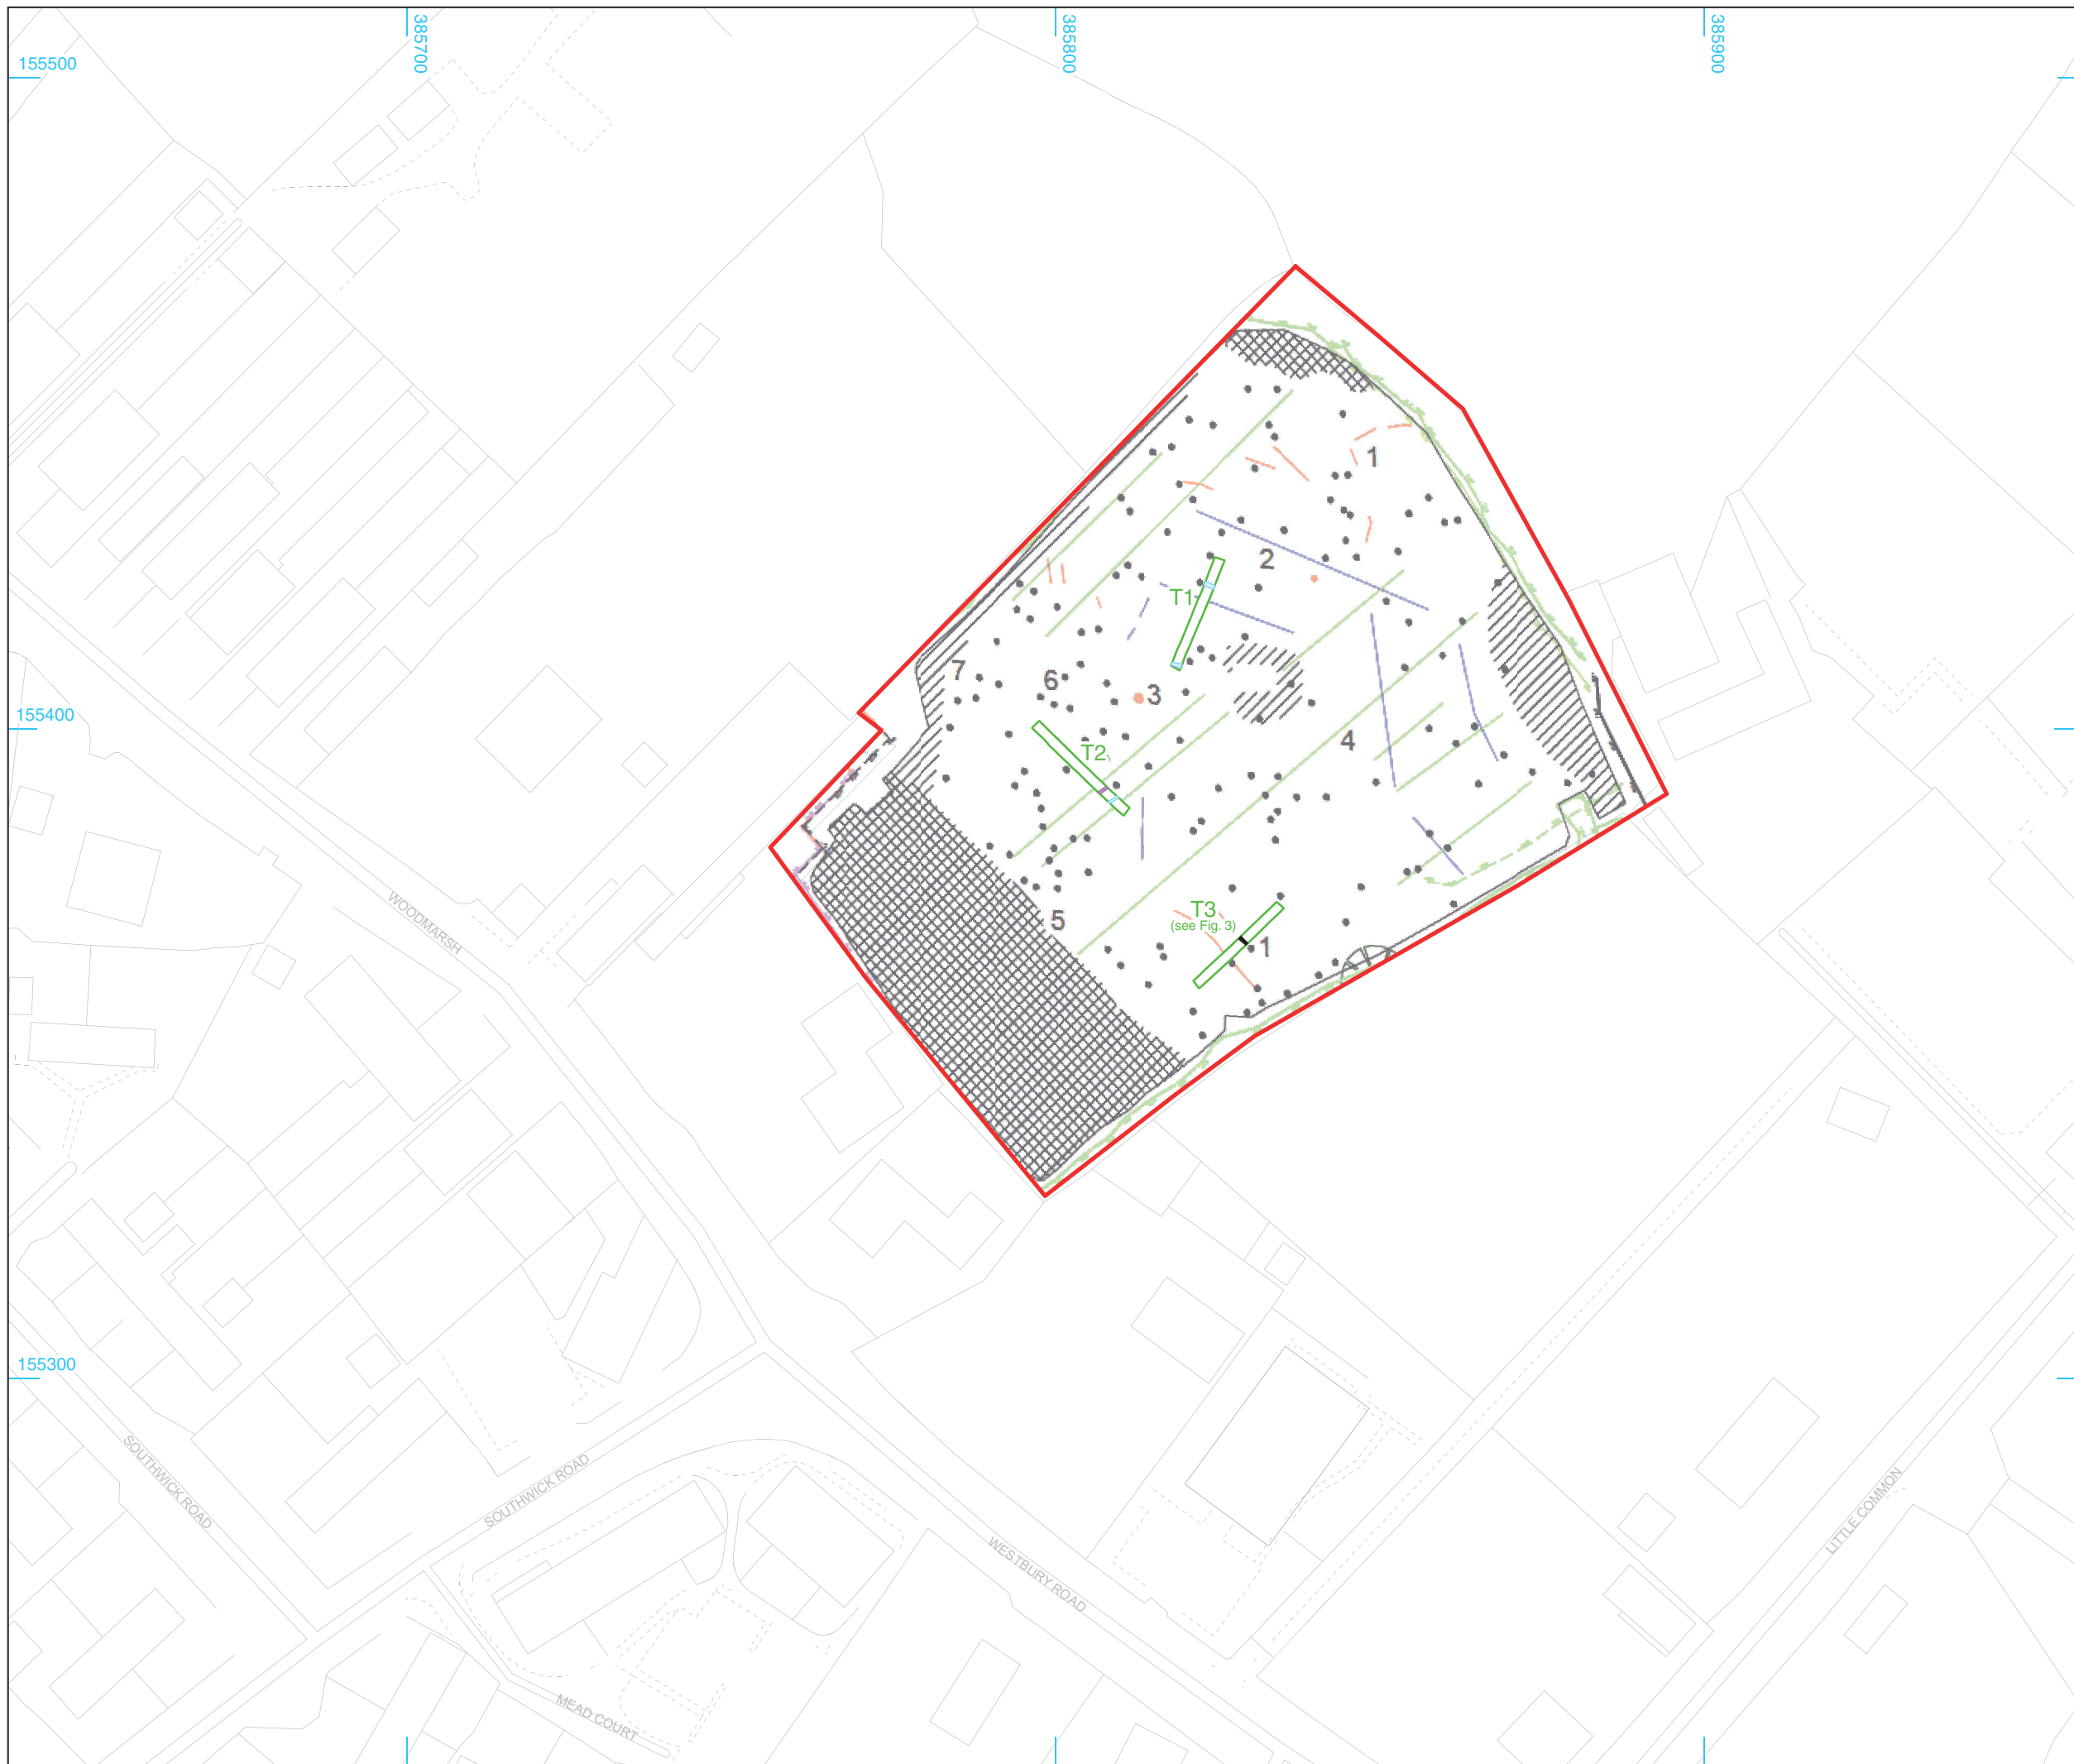 385700
385800
385900
155500
1
2
T1
7
6
3
155400
4
T2
T3
(see Fig. 3)
5
1
WOODMARSH
155300
SOUTHWICK ROAD
SOUTHWICK ROAD
LITTLE COMMON
WESTBURY ROAD
MEAD COURT